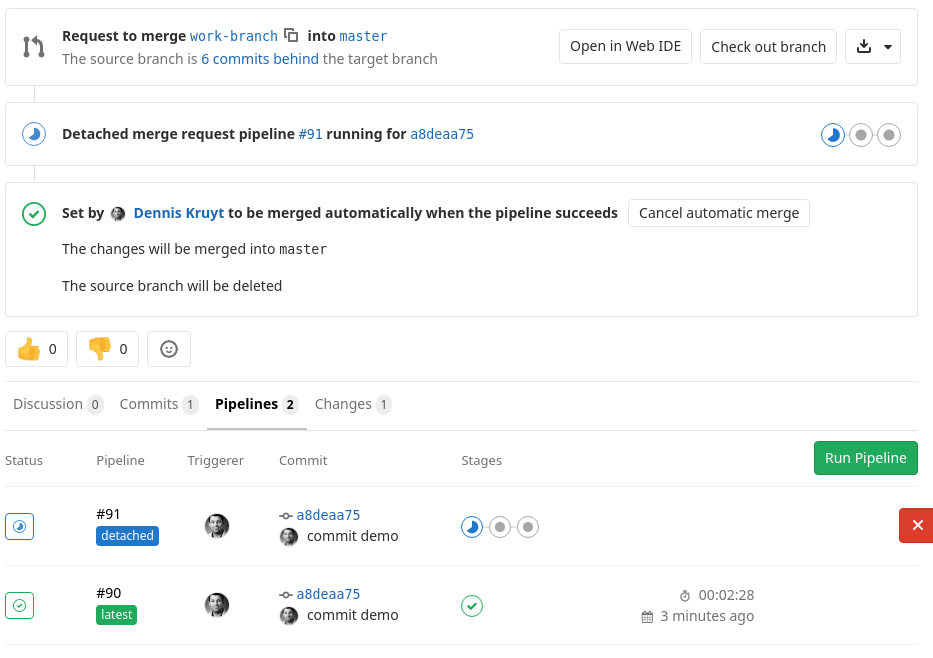 Request to merge work-branch into master
The source branch is 6 commits behind the target branch
Open in Web IDE
Check out branch
Detached merge request pipeline #91 running for a8deaa75
Set by Dennis Kruyt to be merged automatically when the pipeline succeeds
Cancel automatic merge
The changes will be merged into master
The source branch will be deleted
0
0
Discussion 0
Commits 1
Pipelines 2
Changes 1
Status
Pipeline
Triggerer
Commit
Stages
Run Pipeline
#91
detached
a8deaa75
commit demo
#90
latest
a8deaa75
commit demo
00:02:28
3 minutes ago